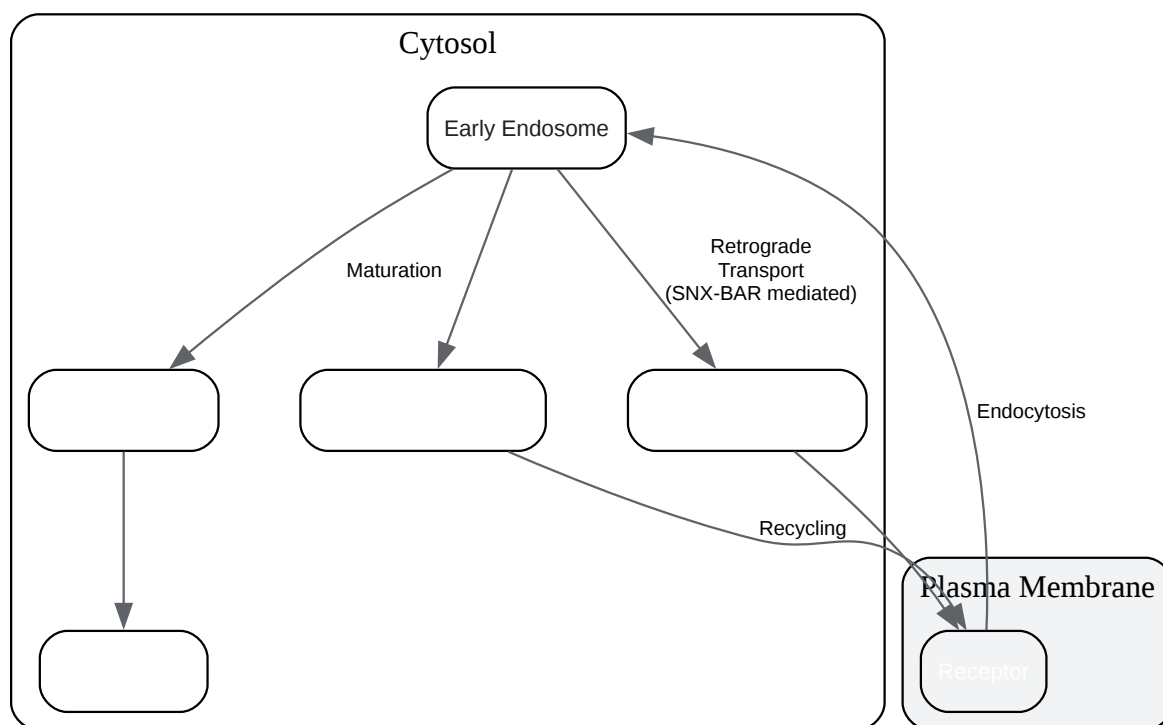 Cytosol
Early Endosome
Maturation
Retrograde
Transport
(SNX-BAR mediated)
Endocytosis
Recycling
Plasma Membrane
Receptor